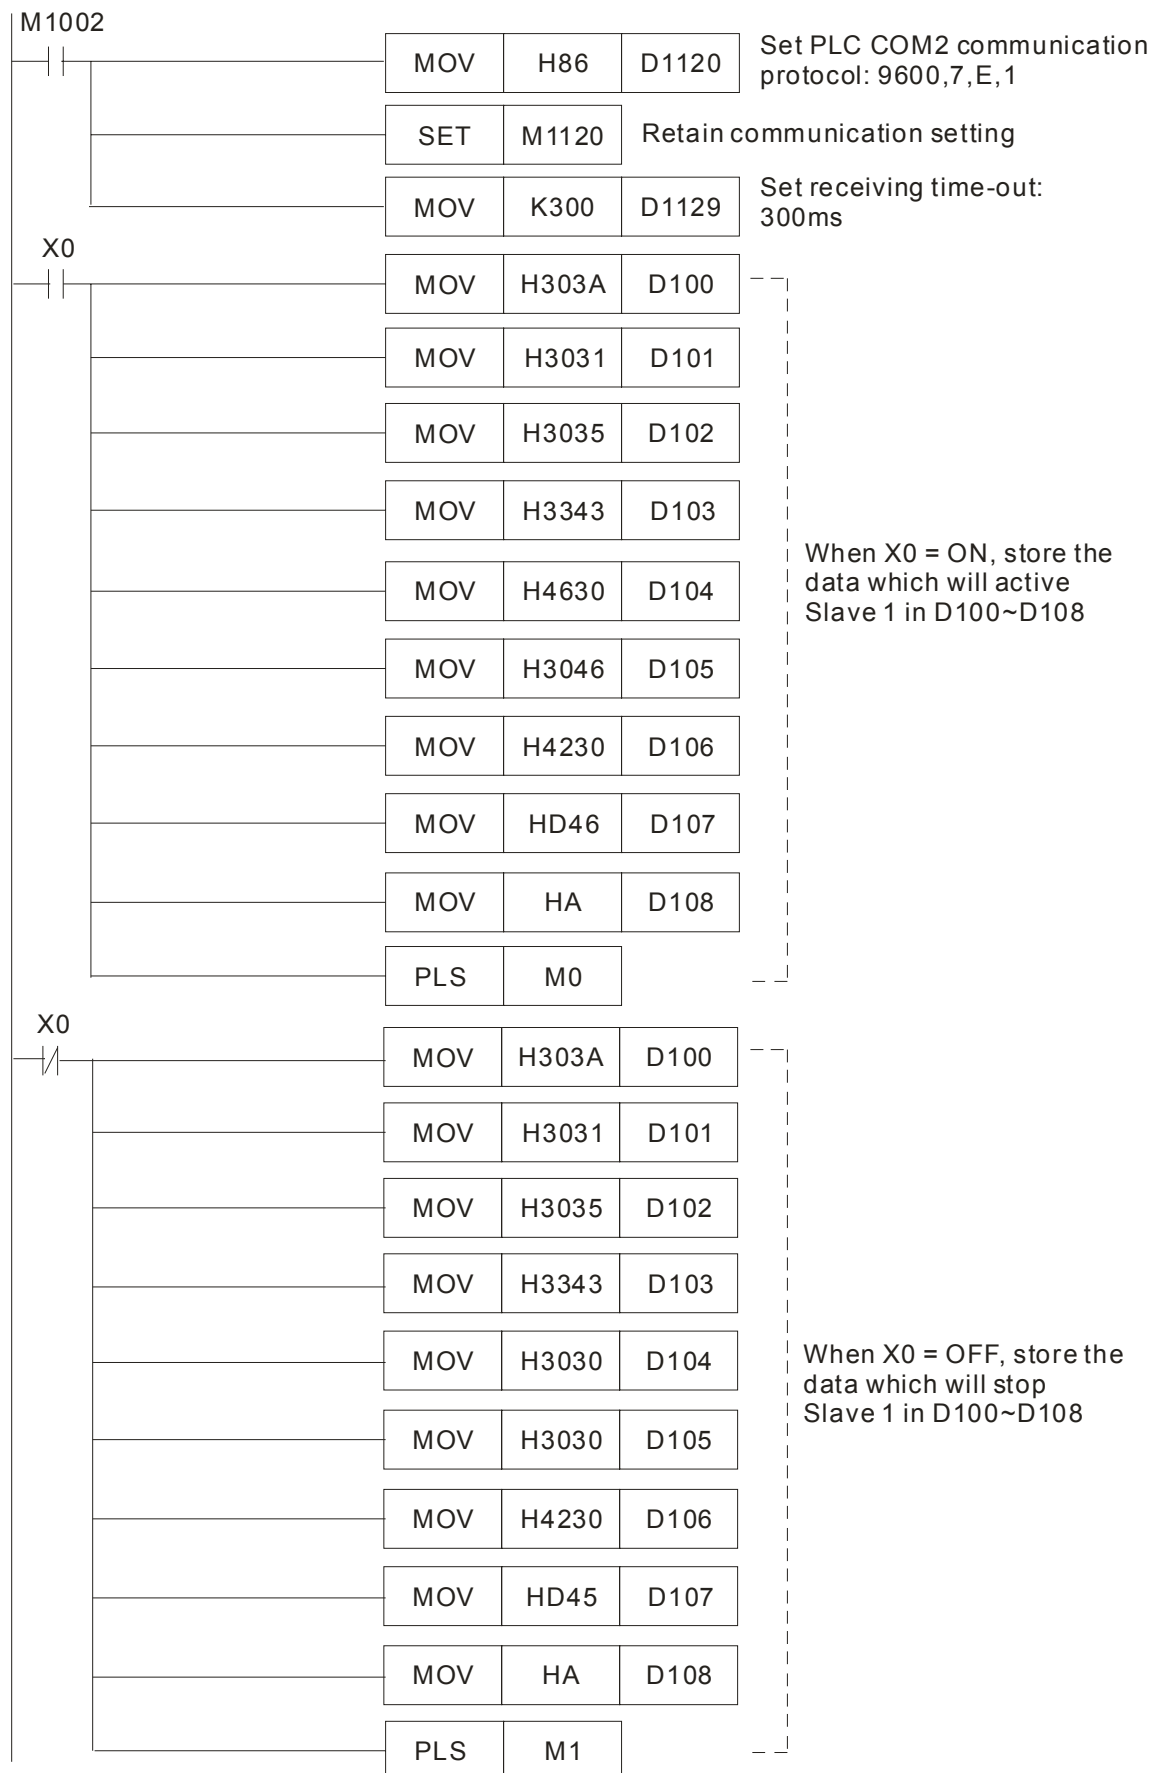 M1002
MOV H86 D1120
Set PLC COM2 communication
protocol: 9600,7,E,1
SET M1120
Retain communication setting
MOV K300 D1129
Set receiving time-out:
300ms
X0
MOV H303A D100
MOV H3031 D101
MOV H3035 D102
MOV H3343 D103
MOV H4630 D104
MOV H3046 D105
MOV H4230 D106
MOV HD46 D107
MOV HA D108
PLS M0
When X0 = ON, store the
data which will active
Slave 1 in D100~D108
X0
MOV H303A D100
MOV H3031 D101
MOV H3035 D102
MOV H3343 D103
MOV H3030 D104
MOV H3030 D105
MOV H4230 D106
MOV HD45 D107
MOV HA D108
PLS M1
When X0 = OFF, store the
data which will stop
Slave 1 in D100~D108